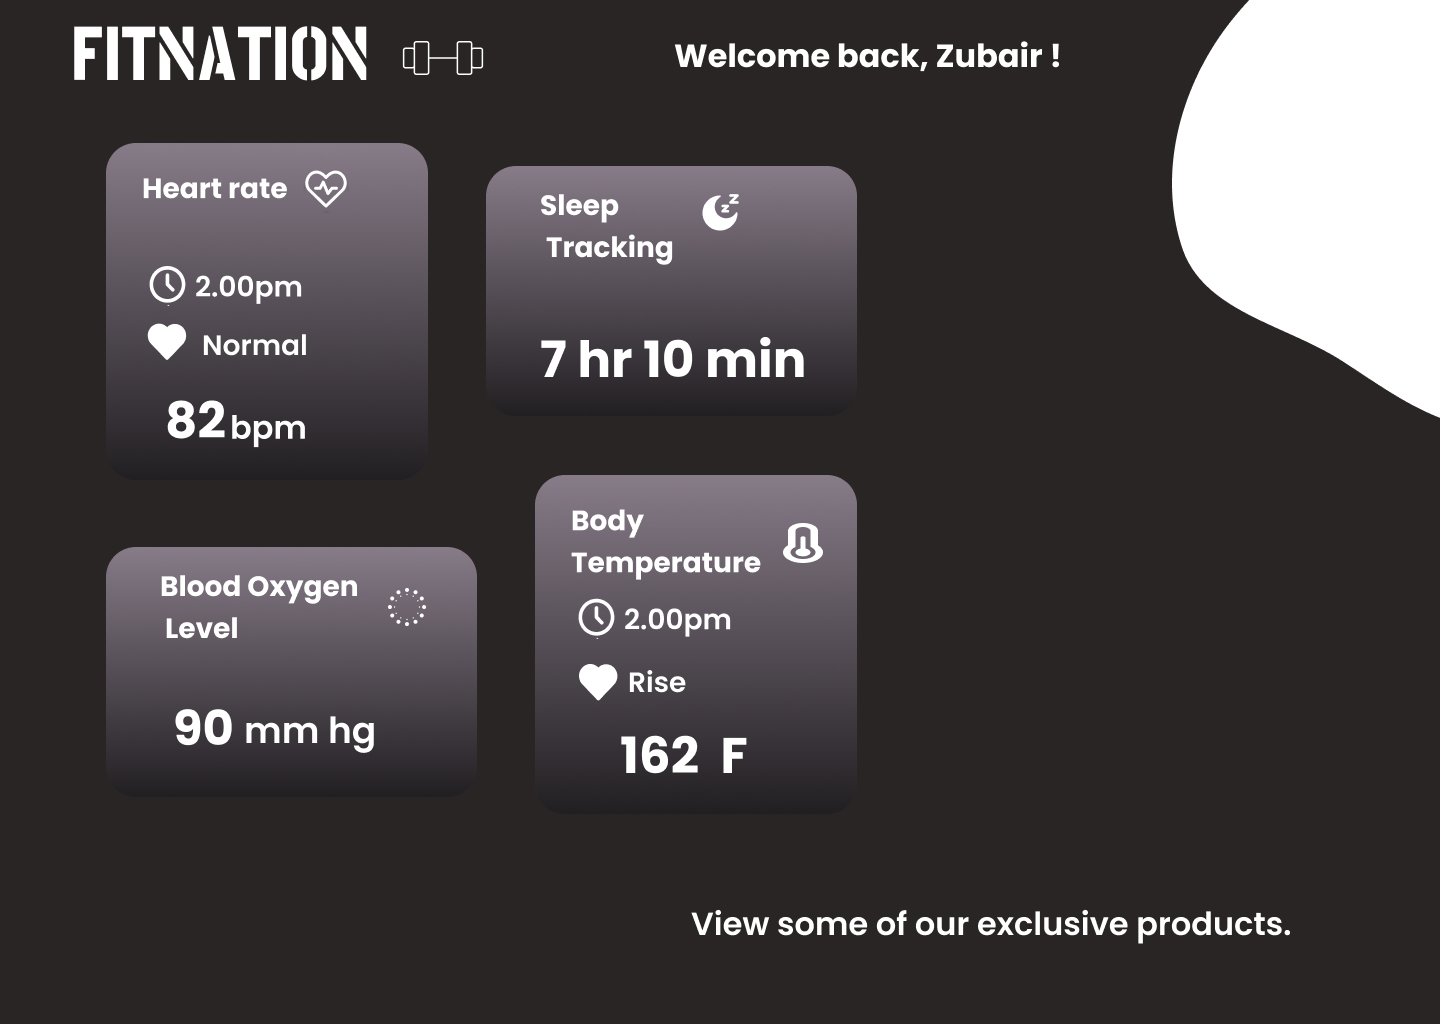 FITNATION
Welcome back, Zubair !
Heart rate
2.00pm
Normal
82 bpm
Sleep
Tracking
7 hr 10 min
Blood Oxygen
Level
90 mm hg
Body
Temperature
2.00pm
Rise
162 F
View some of our exclusive products.